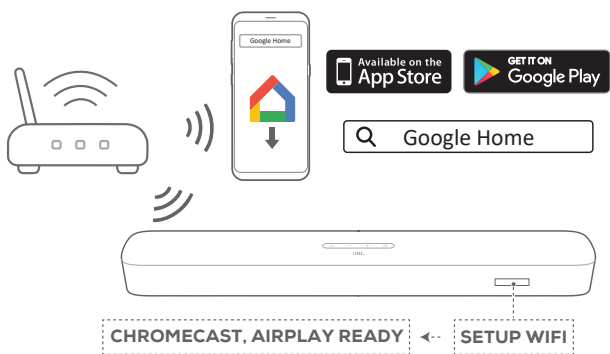 Google Home
Available on the
App Store
GET IT ON
Google Play
Google Home
JBL
CHROMECAST, AIRPLAY READY
SETUP WIFI